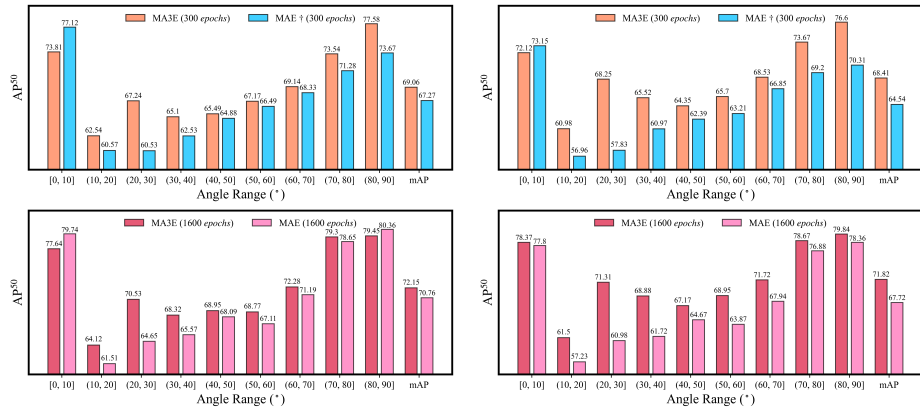 MA3E (300 epochs) MAE † (300 epochs)
AP50
73.81 77.12 62.54 60.57 67.24 60.53 65.1 62.53 65.49 64.88 67.17 66.49 69.14 68.33 73.54 71.28 77.58 73.67 69.06 67.27
[0, 10] (10, 20] (20, 30] (30, 40] (40, 50] (50, 60] (60, 70] (70, 80] (80, 90] mAP
Angle Range (°)
MA3E (300 epochs) MAE † (300 epochs)
AP50
72.12 73.15 60.98 56.96 68.25 57.83 65.52 60.97 64.35 62.39 65.7 63.21 68.53 66.85 73.67 69.2 76.6 70.31 68.41 64.54
[0, 10] (10, 20] (20, 30] (30, 40] (40, 50] (50, 60] (60, 70] (70, 80] (80, 90] mAP
Angle Range (°)
MA3E (1600 epochs) MAE (1600 epochs)
AP50
77.64 79.74 64.12 61.51 70.53 64.65 68.32 65.57 68.95 68.09 68.77 67.11 72.28 71.19 79.3 78.65 79.45 80.36 72.15 70.76
[0, 10] (10, 20] (20, 30] (30, 40] (40, 50] (50, 60] (60, 70] (70, 80] (80, 90] mAP
Angle Range (°)
MA3E (1600 epochs) MAE (1600 epochs)
AP50
78.37 77.8 61.5 57.23 71.31 60.98 68.88 61.72 67.17 64.67 68.95 63.87 71.72 67.94 78.67 76.88 79.84 78.36 71.82 67.72
[0, 10] (10, 20] (20, 30] (30, 40] (40, 50] (50, 60] (60, 70] (70, 80] (80, 90] mAP
Angle Range (°)